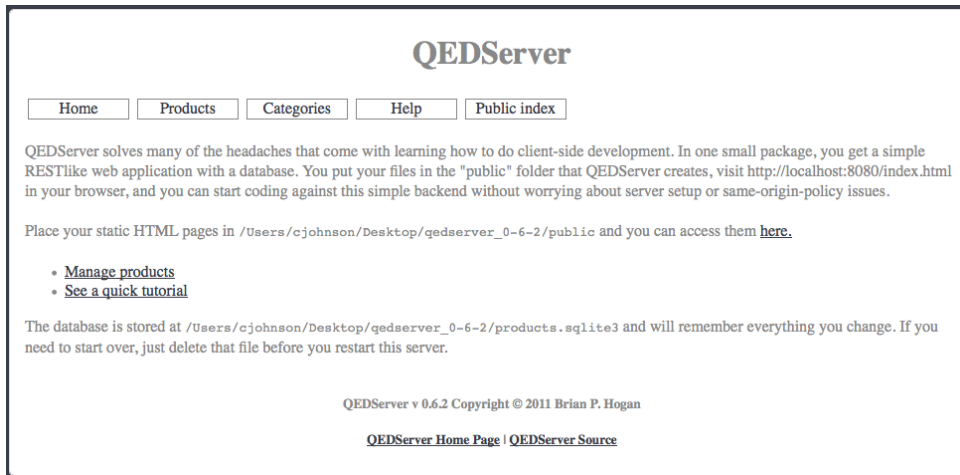 QEDServer
Home Products Categories Help Public index
QEDServer solves many of the headaches that come with learning how to do client-side development. In one small package, you get a simple
RESTlike web application with a database. You put your files in the "public" folder that QEDServer creates, visit http://localhost:8080/index.html
in your browser, and you can start coding against this simple backend without worrying about server setup or same-origin-policy issues.
Place your static HTML pages in /Users/cjohnson/Desktop/qedserver_0-6-2/public and you can access them here.
• Manage products
• See a quick tutorial
The database is stored at /Users/cjohnson/Desktop/qedserver_0-6-2/products.sqlite3 and will remember everything you change. If you
need to start over, just delete that file before you restart this server.
QEDServer v 0.6.2 Copyright © 2011 Brian P. Hogan
QEDServer Home Page | QEDServer Source